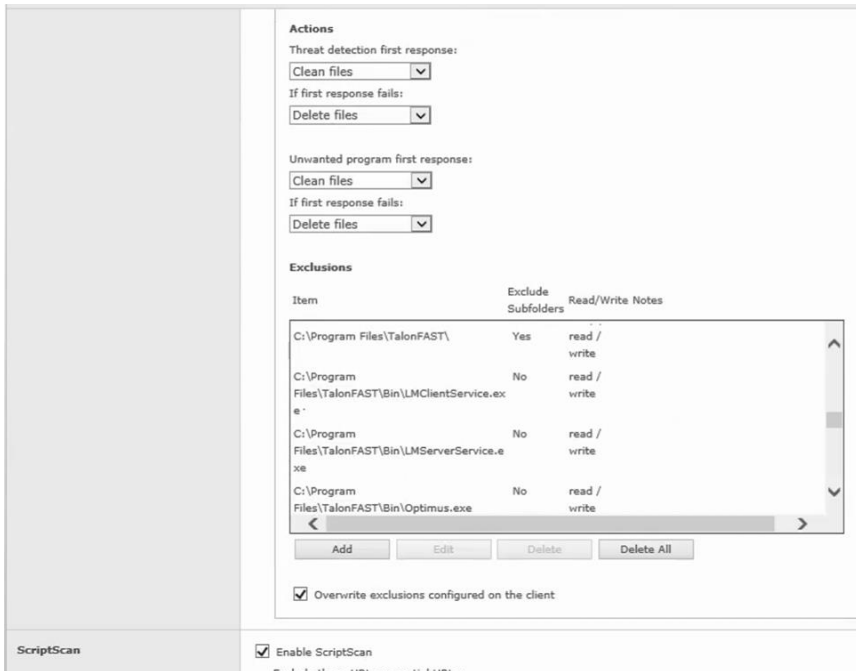 Actions
Threat detection first response:
Clean files
If first response fails:
Delete files
Unwanted program first response:
Clean files
If first response fails:
Delete files
Exclusions
Item Exclude Subfolders Read/Write Notes
C:\Program Files\TalonFAST\ Yes read /
write
C:\Program No read /
Files\TalonFAST\Bin\LMClientService.ex write
e
C:\Program No read /
Files\TalonFAST\Bin\LMServerService.e write
xe
C:\Program No read /
Files\TalonFAST\Bin\Optimus.exe write
Add Edit Delete Delete All
Overwrite exclusions configured on the client
ScriptScan Enable ScriptScan